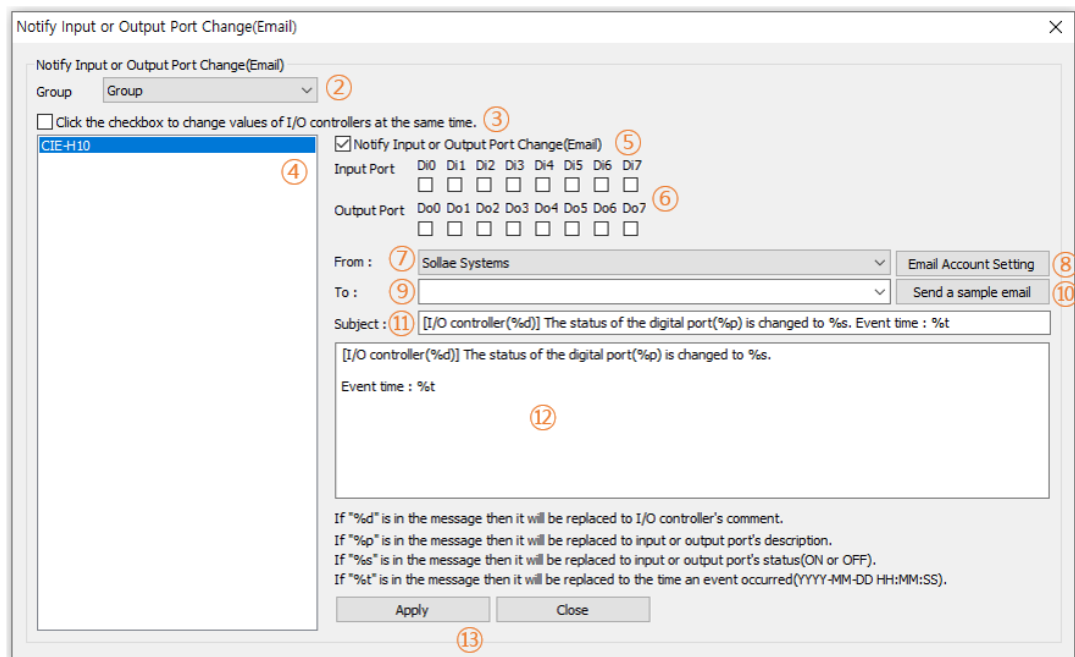 Notify Input or Output Port Change(Email)
Notify Input or Output Port Change(Email)
Group Group ②
Click the checkbox to change values of I/O controllers at the same time. ③
CIE-H10
④
Notify Input or Output Port Change(Email) ⑤
Input Port Di0 Di1 Di2 Di3 Di4 Di5 Di6 Di7
⑥
Output Port Do0 Do1 Do2 Do3 Do4 Do5 Do6 Do7
From : ⑦ Sollae Systems Email Account Setting ⑧
To : ⑨ Send a sample email ⑩
Subject : ⑪ [I/O controller(%d)] The status of the digital port(%p) is changed to %s. Event time : %t
[I/O controller(%d)] The status of the digital port(%p) is changed to %s.
Event time : %t
⑫
If "%d" is in the message then it will be replaced to I/O controller's comment.
If "%p" is in the message then it will be replaced to input or output port's description.
If "%s" is in the message then it will be replaced to input or output port's status(ON or OFF).
If "%t" is in the message then it will be replaced to the time an event occurred(YYYY-MM-DD HH:MM:SS).
Apply Close
⑬